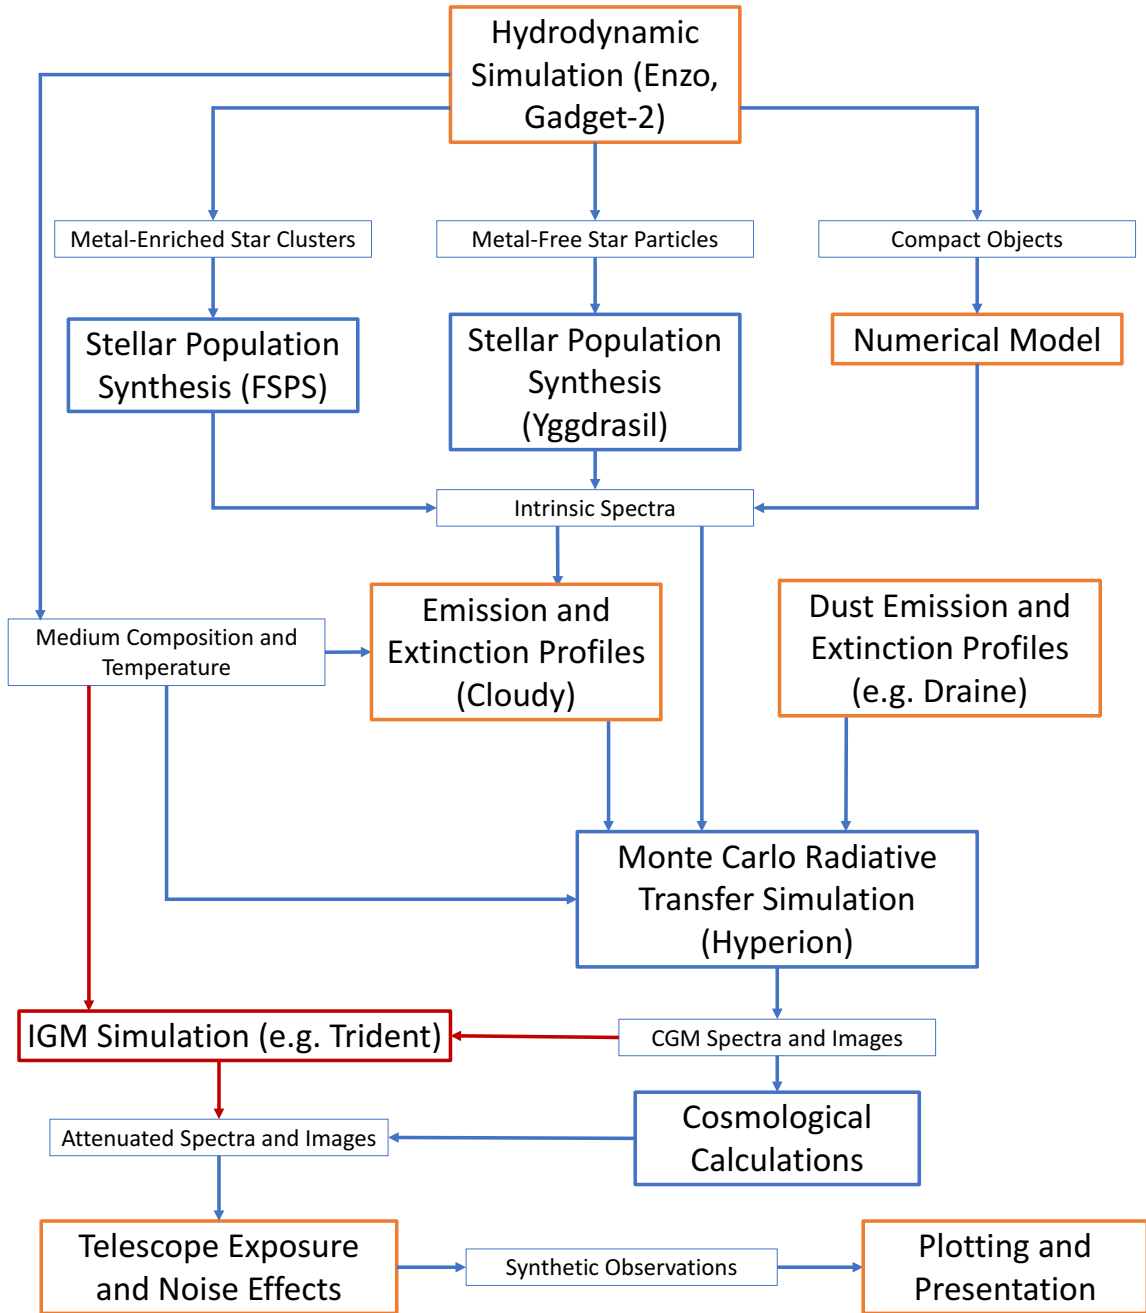 Hydrodynamic
Simulation (Enzo,
Gadget-2)
Metal-Enriched Star Clusters
Metal-Free Star Particles
Compact Objects
Stellar Population
Synthesis (FSPS)
Stellar Population
Synthesis
(Yggdrasil)
Numerical Model
Intrinsic Spectra
Medium Composition and
Temperature
Emission and
Extinction Profiles
(Cloudy)
Dust Emission and
Extinction Profiles
(e.g. Draine)
Monte Carlo Radiative
Transfer Simulation
(Hyperion)
IGM Simulation (e.g. Trident)
CGM Spectra and Images
Attenuated Spectra and Images
Cosmological
Calculations
Telescope Exposure
and Noise Effects
Synthetic Observations
Plotting and
Presentation